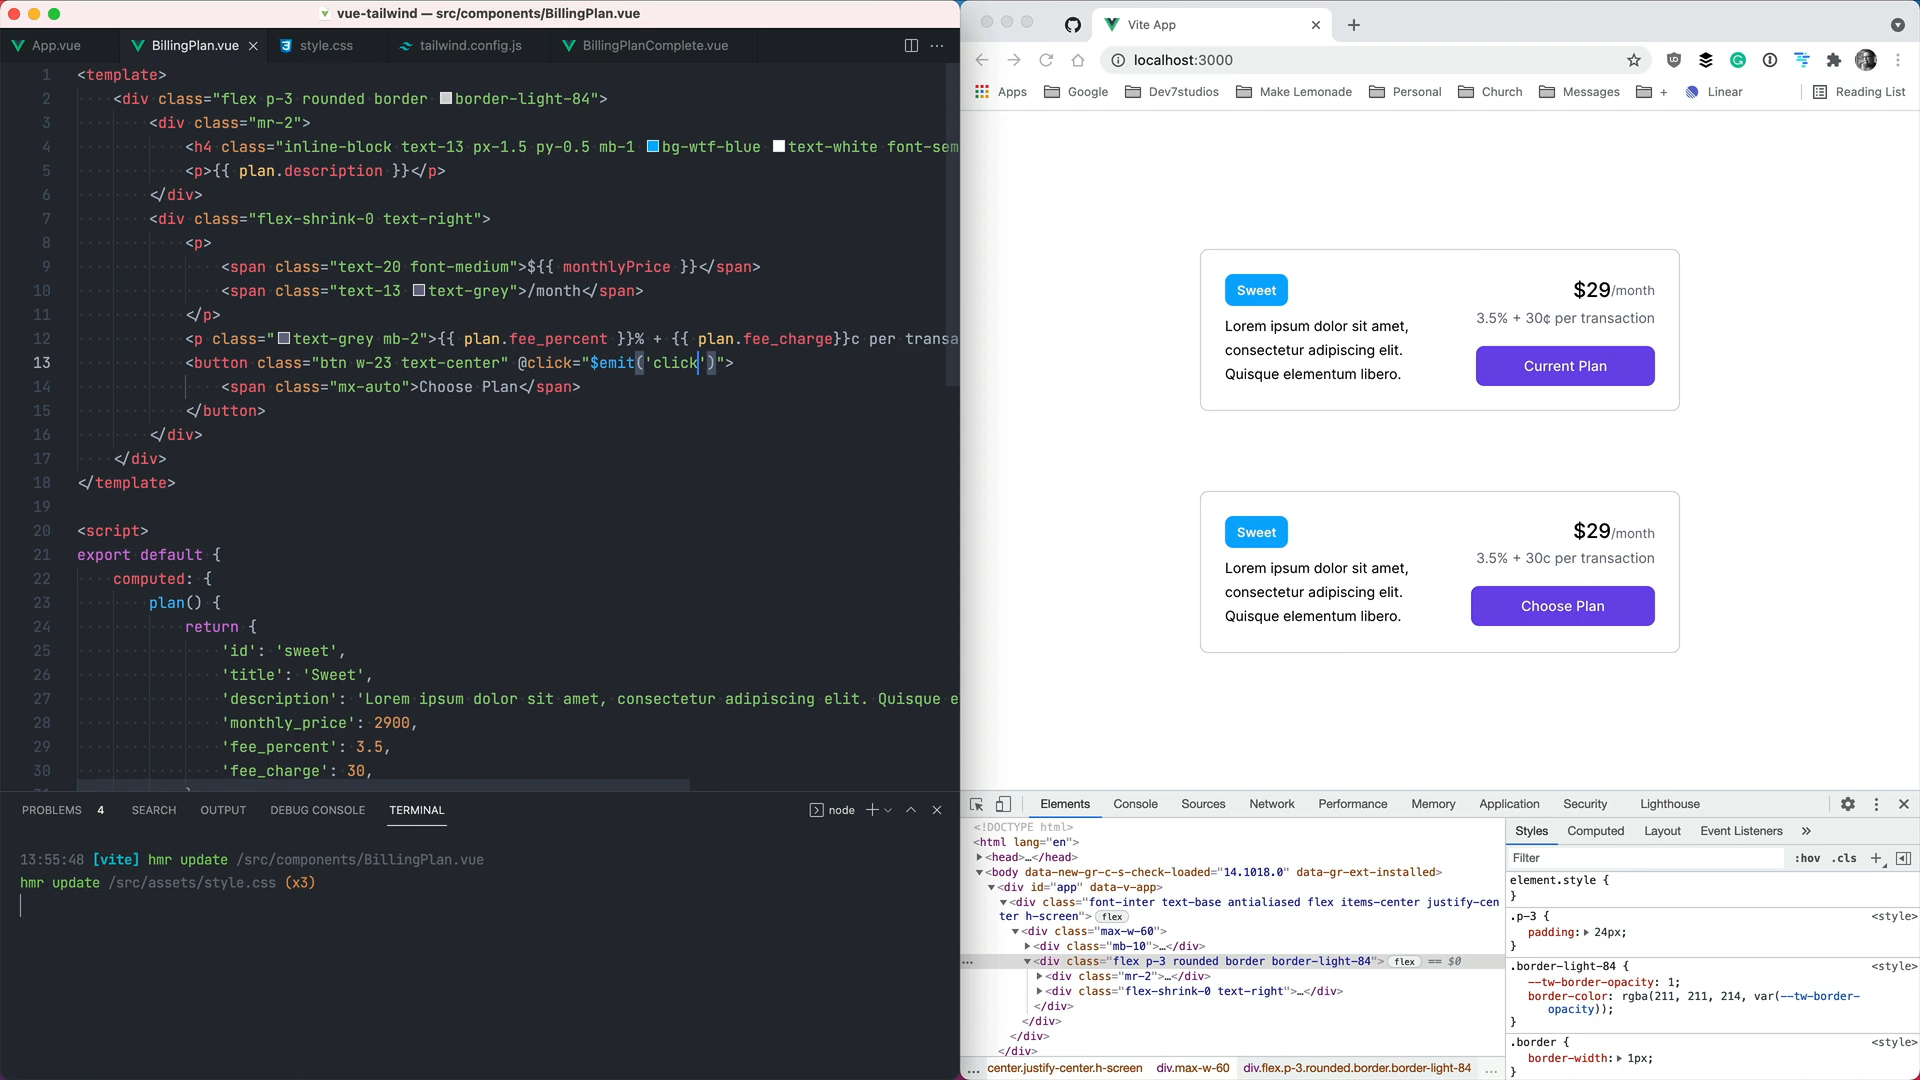 vue-tailwind — src/components/BillingPlan.vue
App.vue
BillingPlan.vue
style.css
tailwind.config.js
BillingPlanComplete.vue
1 <template>
2 <div class="flex p-3 rounded border border-light-84">
3 <div class="mr-2">
4 <h4 class="inline-block text-13 px-1.5 py-0.5 mb-1 bg-wtf-blue text-white font-sem
5 <p>{{ plan.description }}</p>
6 </div>
7 <div class="flex-shrink-0 text-right">
8 <p>
9 <span class="text-20 font-medium">${{ monthlyPrice }}</span>
10 <span class="text-13 text-grey">/month</span>
11 </p>
12 <p class="text-grey mb-2">{{ plan.fee_percent }}% + {{ plan.fee_charge}}c per transa
13 <button class="btn w-23 text-center" @click="$emit('click')">
14 <span class="mx-auto">Choose Plan</span>
15 </button>
16 </div>
17 </div>
18 </template>
19
20 <script>
21 export default {
22 computed: {
23 plan() {
24 return {
25 'id': 'sweet',
26 'title': 'Sweet',
27 'description': 'Lorem ipsum dolor sit amet, consectetur adipiscing elit. Quisque e
28 'monthly_price': 2900,
29 'fee_percent': 3.5,
30 'fee_charge': 30,
PROBLEMS 4 SEARCH OUTPUT DEBUG CONSOLE TERMINAL
node
13:55:48 [vite] hmr update /src/components/BillingPlan.vue
hmr update /src/assets/style.css (x3)
Vite App
localhost:3000
Apps Google Dev7studios Make Lemonade Personal Church Messages + Linear Reading List
Sweet
$29/month
3.5% + 30¢ per transaction
Lorem ipsum dolor sit amet,
consectetur adipiscing elit.
Quisque elementum libero.
Current Plan
Sweet
$29/month
3.5% + 30c per transaction
Lorem ipsum dolor sit amet,
consectetur adipiscing elit.
Quisque elementum libero.
Choose Plan
Elements Console Sources Network Performance Memory Application Security Lighthouse
<!DOCTYPE html>
<html lang="en">
<head>…</head>
<body data-new-gr-c-s-check-loaded="14.1018.0" data-gr-ext-installed>
<div id="app" data-v-app>
<div class="font-inter text-base antialiased flex items-center justify-cen
ter h-screen"> flex
<div class="max-w-60">
<div class="mb-10">…</div>
<div class="flex p-3 rounded border border-light-84"> flex == $0
<div class="mr-2">…</div>
<div class="flex-shrink-0 text-right">…</div>
</div>
</div>
</div>
</div>
… center.justify-center.h-screen div.max-w-60 div.flex.p-3.rounded.border.border-light-84 …
Styles Computed Layout Event Listeners »
Filter :hov .cls +
element.style {
}
.p-3 { <style>
padding: 24px;
}
.border-light-84 { <style>
--tw-border-opacity: 1;
border-color: rgba(211, 211, 214, var(--tw-border-
opacity));
}
.border { <style>
border-width: 1px;
}